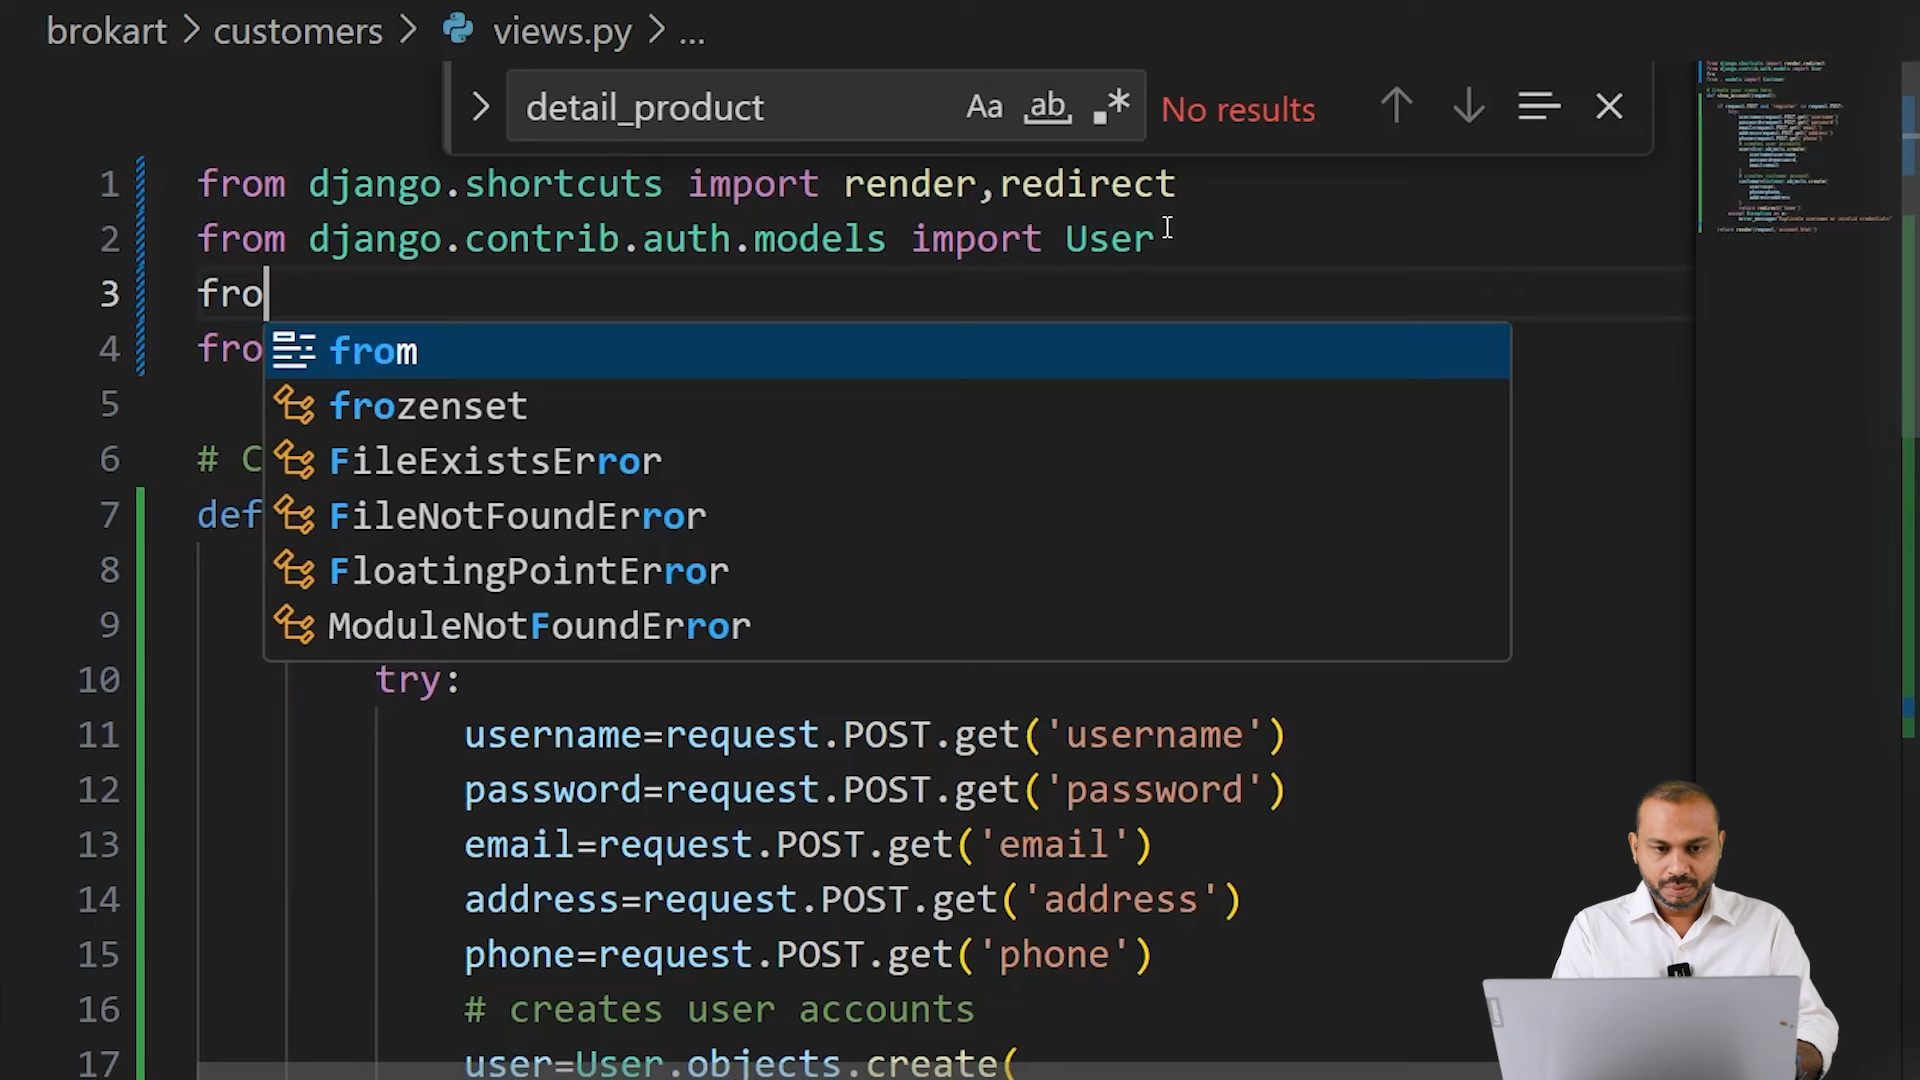 brokart > customers > views.py > ...
> detail_product Aa ab .* No results
1 from django.shortcuts import render,redirect
2 from django.contrib.auth.models import User
3 fro
4 fro
from
frozenset
FileExistsError
FileNotFoundError
FloatingPointError
ModuleNotFoundError
5
6 # C
7 def
8
9
10 try:
11 username=request.POST.get('username')
12 password=request.POST.get('password')
13 email=request.POST.get('email')
14 address=request.POST.get('address')
15 phone=request.POST.get('phone')
16 # creates user accounts
17 user=User.objects.create(